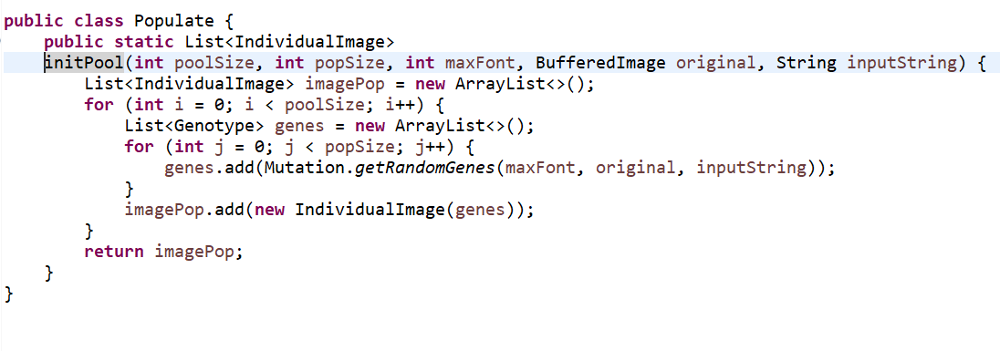 public class Populate {
    public static List<IndividualImage>
    initPool(int poolSize, int popSize, int maxFont, BufferedImage original, String inputString) {
        List<IndividualImage> imagePop = new ArrayList<>();
        for (int i = 0; i < poolSize; i++) {
            List<Genotype> genes = new ArrayList<>();
            for (int j = 0; j < popSize; j++) {
                genes.add(Mutation.getRandomGenes(maxFont, original, inputString));
            }
            imagePop.add(new IndividualImage(genes));
        }
        return imagePop;
    }
}